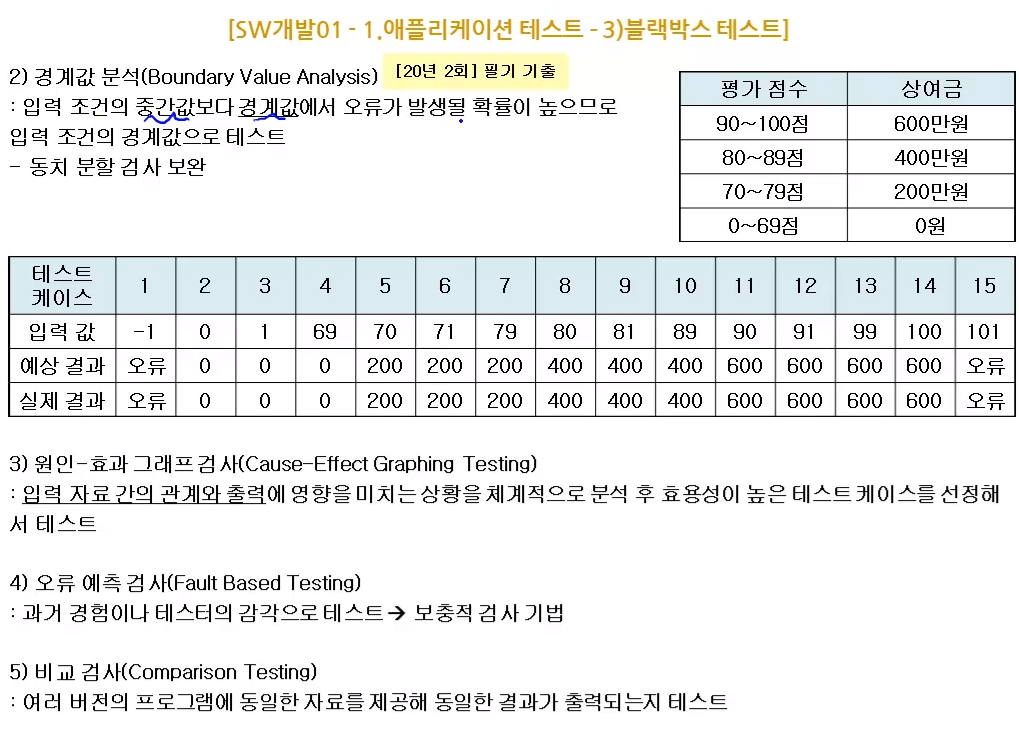 [SW개발01 - 1.애플리케이션 테스트 - 3)블랙박스 테스트]
2) 경계값 분석(Boundary Value Analysis) [20년 2회] 필기 기출
: 입력 조건의 중간값보다 경계값에서 오류가 발생될 확률이 높으므로
입력 조건의 경계값으로 테스트
- 동치 분할 검사 보완
평가 점수 상여금
90~100점 600만원
80~89점 400만원
70~79점 200만원
0~69점 0원
테스트
케이스 1 2 3 4 5 6 7 8 9 10 11 12 13 14 15
입력 값 -1 0 1 69 70 71 79 80 81 89 90 91 99 100 101
예상 결과 오류 0 0 0 200 200 200 400 400 400 600 600 600 600 오류
실제 결과 오류 0 0 0 200 200 200 400 400 400 600 600 600 600 오류
3) 원인-효과 그래프 검사(Cause-Effect Graphing Testing)
: 입력 자료 간의 관계와 출력에 영향을 미치는 상황을 체계적으로 분석 후 효용성이 높은 테스트 케이스를 선정해
서 테스트
4) 오류 예측 검사(Fault Based Testing)
: 과거 경험이나 테스터의 감각으로 테스트➔ 보충적 검사 기법
5) 비교 검사(Comparison Testing)
: 여러 버전의 프로그램에 동일한 자료를 제공해 동일한 결과가 출력되는지 테스트